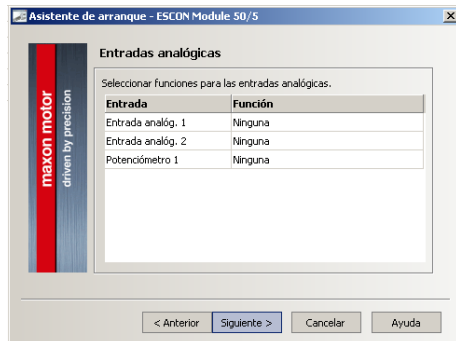 Asistente de arranque - ESCON Module 50/5
Entradas analógicas
maxon motor
driven by precision
Seleccionar funciones para las entradas analógicas.
Entrada Función
Entrada analóg. 1 Ninguna
Entrada analóg. 2 Ninguna
Potenciómetro 1 Ninguna
< Anterior Siguiente > Cancelar Ayuda